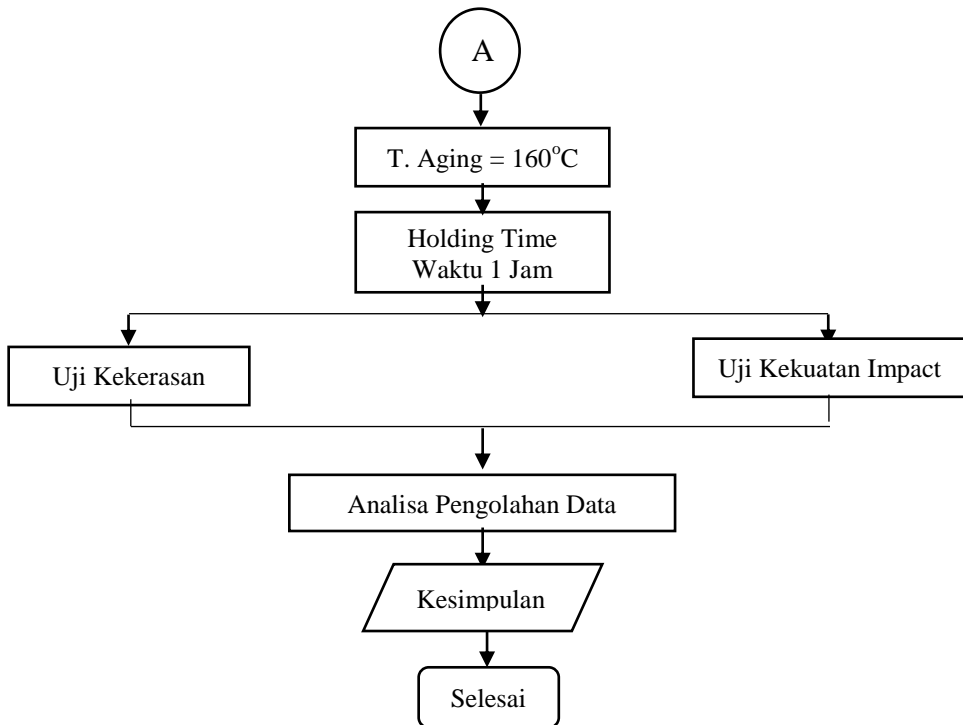 A
T. Aging = 160°C
Holding Time
Waktu 1 Jam
Uji Kekerasan
Uji Kekuatan Impact
Analisa Pengolahan Data
Kesimpulan
Selesai